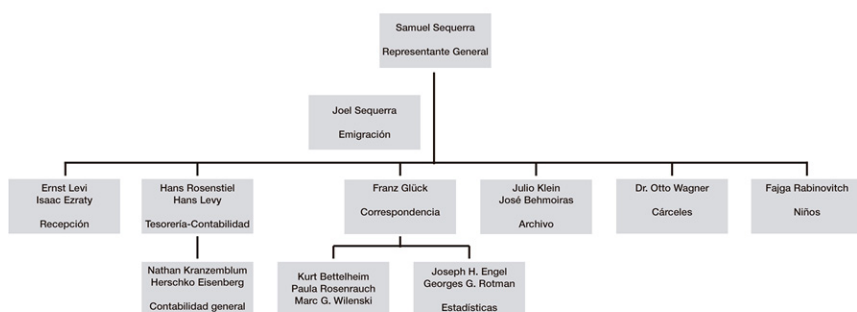 Samuel Sequerra
Representante General
Joel Sequerra
Emigración
Ernst Levi
Isaac Ezraty
Recepción
Hans Rosenstiel
Hans Levy
Tesorería-Contabilidad
Franz Glück
Correspondencia
Julio Klein
José Behmoiras
Archivo
Dr. Otto Wagner
Cárceles
Fajga Rabinovitch
Niños
Nathan Kranzemblum
Herschko Eisenberg
Contabilidad general
Kurt Bettelheim
Paula Rosenrauch
Marc G. Wilenski
Joseph H. Engel
Georges G. Rotman
Estadísticas